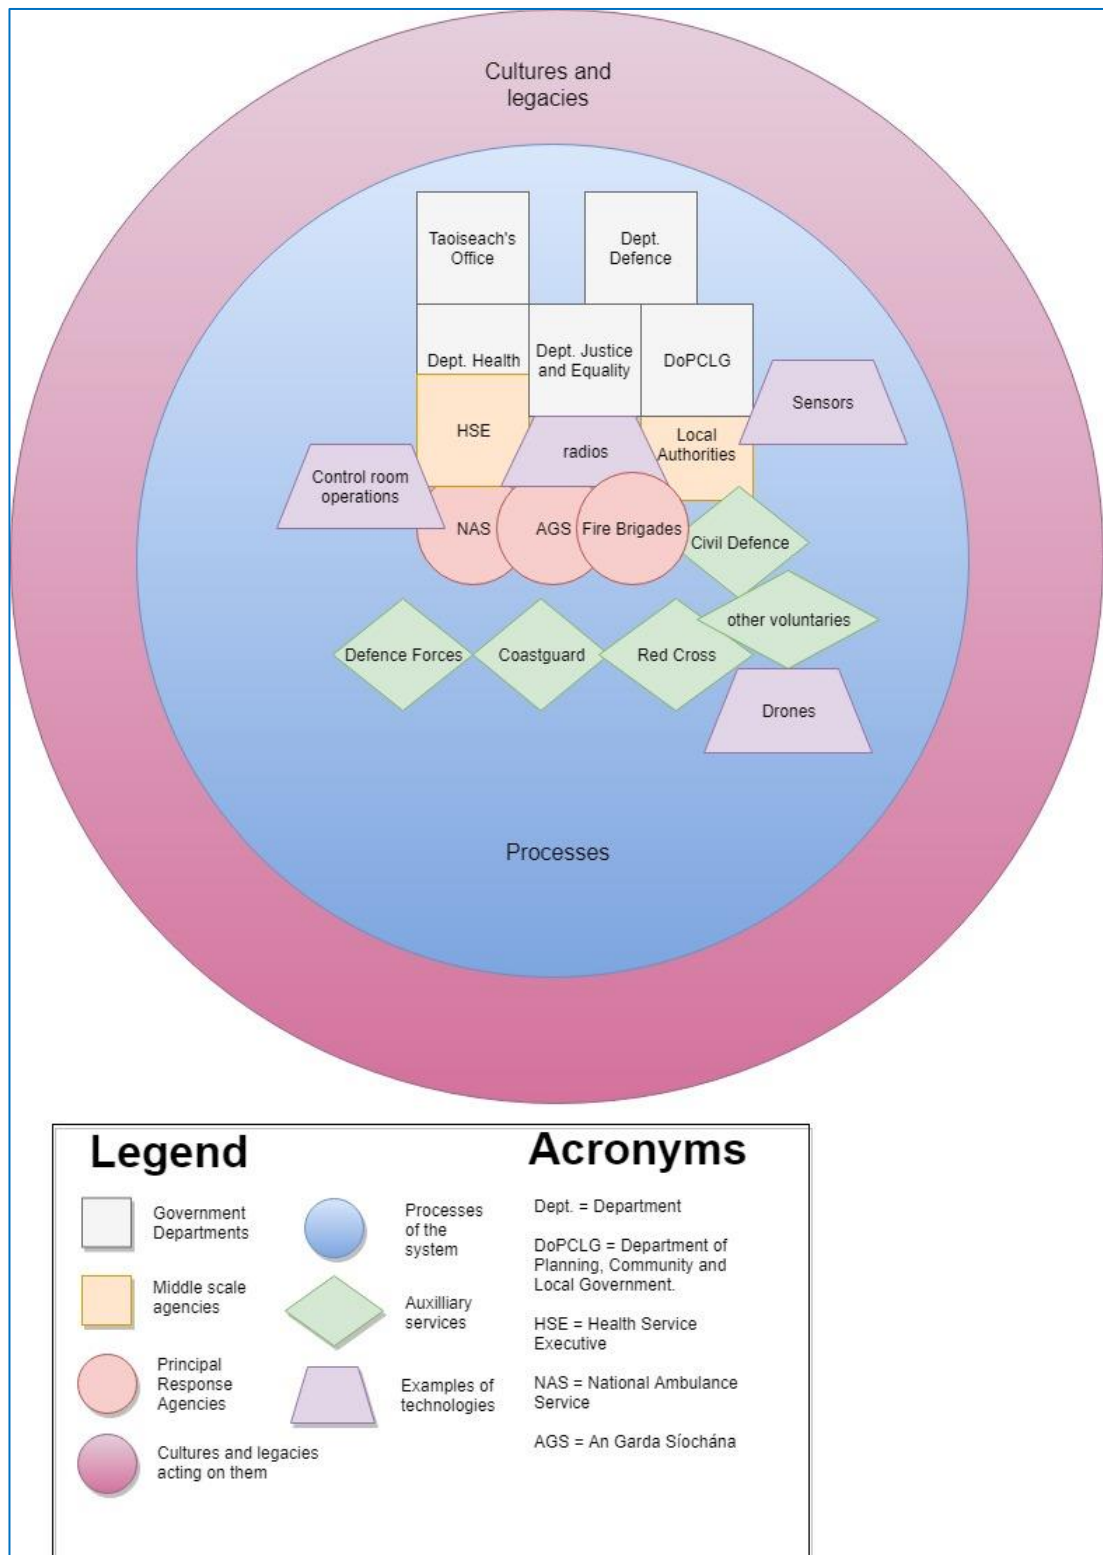 Cultures and
legacies
Taoiseach's
Office
Dept.
Defence
Dept. Health
Dept. Justice
and Equality
DoPCLG
Sensors
HSE
radios
Local
Authorities
Control room
operations
NAS
AGS
Fire Brigades
Civil Defence
other voluntaries
Defence Forces
Coastguard
Red Cross
Drones
Processes
Legend
Government
Departments
Processes
of the
system
Middle scale
agencies
Auxilliary
services
Principal
Response
Agencies
Examples of
technologies
Cultures and legacies
acting on them
Acronyms
Dept. = Department
DoPCLG = Department of
Planning, Community and
Local Government.
HSE = Health Service
Executive
NAS = National Ambulance
Service
AGS = An Garda Síochána